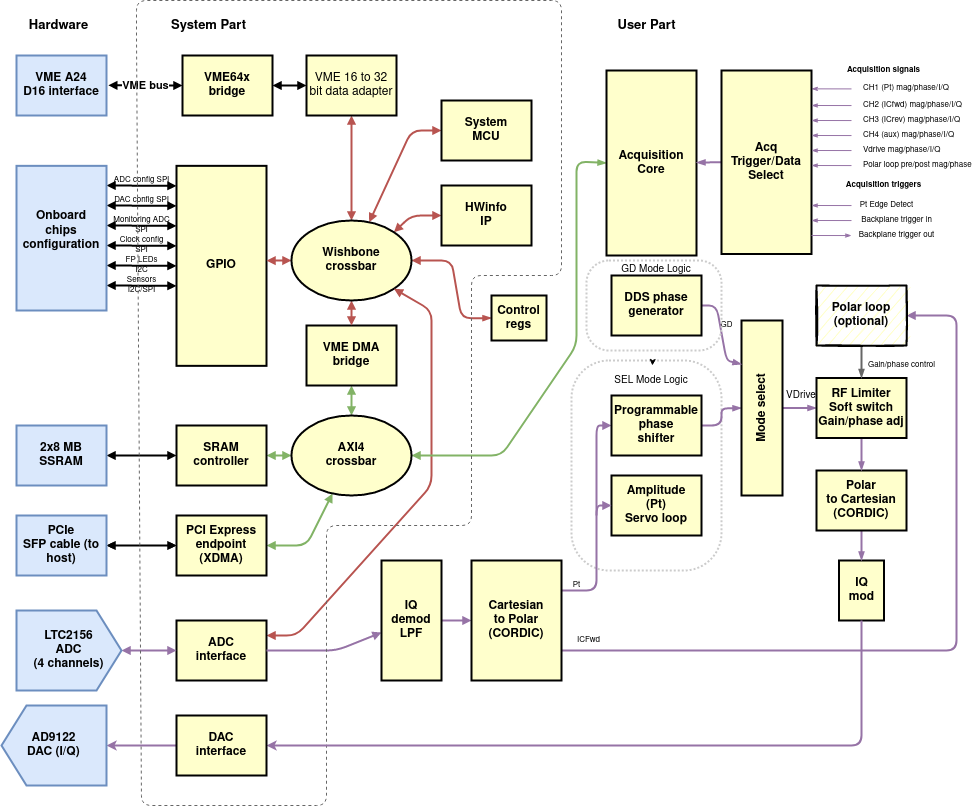 Hardware
System Part
User Part
VME A24
D16 interface
VME bus
VME64x
bridge
VME 16 to 32
bit data adapter
System
MCU
HWinfo
IP
Onboard
chips
configuration
ADC config SPI
DAC config SPI
Monitoring ADC
SPI
Clock config
SPI
FP LEDs
I2C
Sensors
I2C/SPI
GPIO
Wishbone
crossbar
Control
regs
VME DMA
bridge
2x8 MB
SSRAM
SRAM
controller
AXI4
crossbar
PCIe
SFP cable (to
host)
PCI Express
endpoint
(XDMA)
LTC2156
ADC
(4 channels)
ADC
interface
AD9122
DAC (I/Q)
DAC
interface
IQ
demod
LPF
Cartesian
to Polar
(CORDIC)
Pt
ICFwd
Acquisition
Core
Acq
Trigger/Data
Select
Acquisition signals
CH1 (Pt) mag/phase/I/Q
CH2 (ICfwd) mag/phase/I/Q
CH3 (ICrev) mag/phase/I/Q
CH4 (aux) mag/phase/I/Q
Vdrive mag/phase/I/Q
Polar loop pre/post mag/phase
Acquisition triggers
Pt Edge Detect
Backplane trigger in
Backplane trigger out
GD Mode Logic
DDS phase
generator
GD
SEL Mode Logic
Programmable
phase
shifter
Amplitude
(Pt)
Servo loop
Mode select
VDrive
Polar loop
(optional)
Gain/phase control
RF Limiter
Soft switch
Gain/phase adj
Polar
to Cartesian
(CORDIC)
IQ
mod